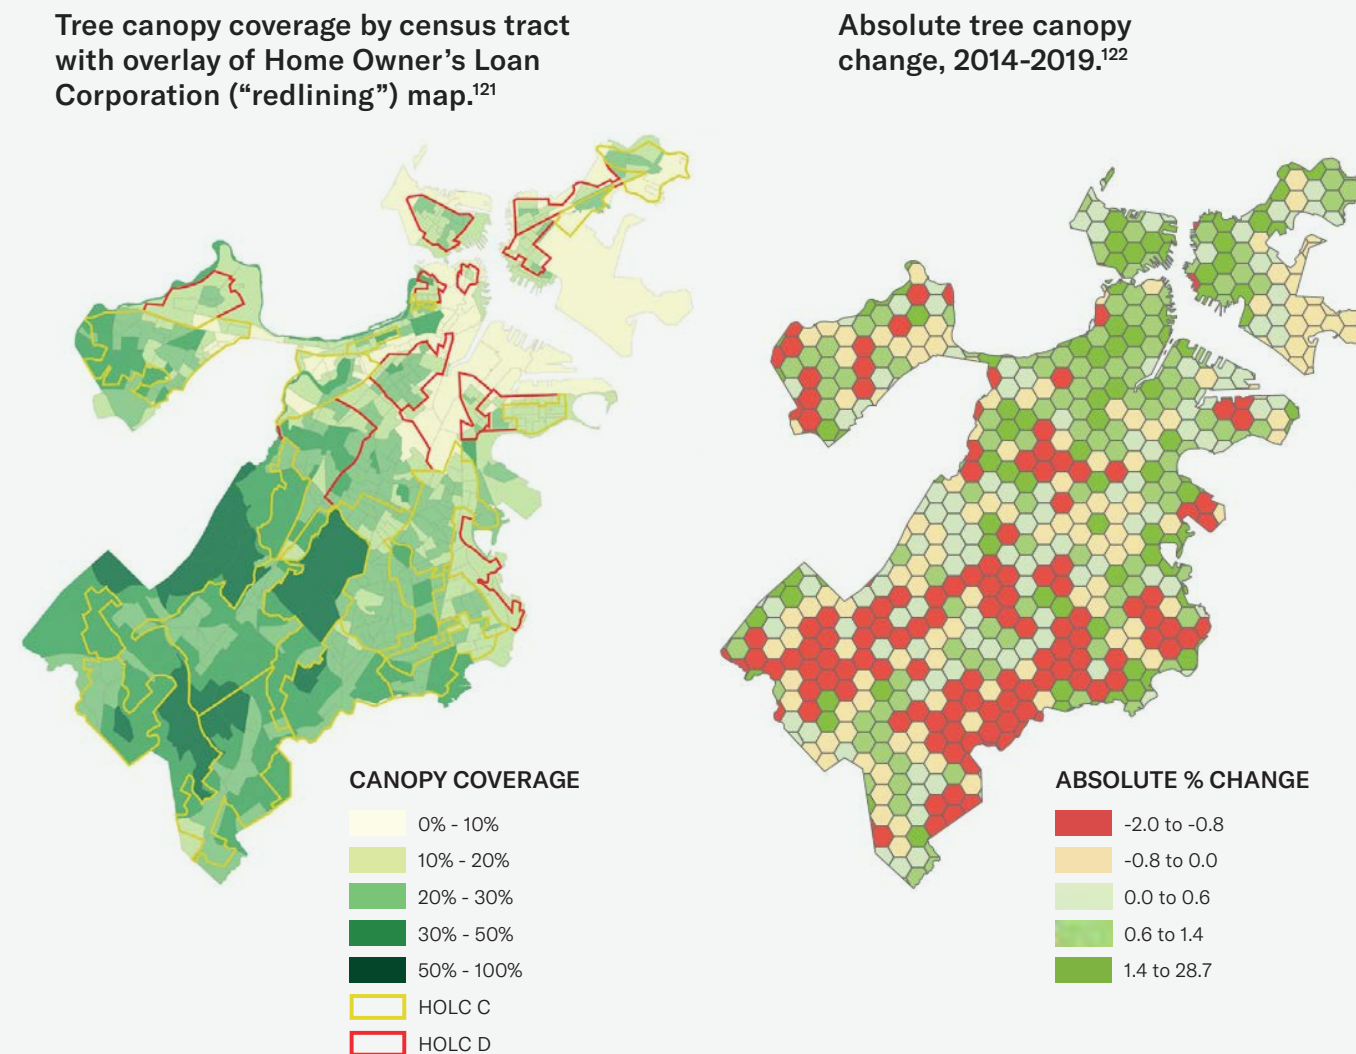 Tree canopy coverage by census tract
with overlay of Home Owner’s Loan
Corporation (“redlining”) map.121
Absolute tree canopy
change, 2014-2019.122
CANOPY COVERAGE
0% - 10%
10% - 20%
20% - 30%
30% - 50%
50% - 100%
HOLC C
HOLC D
ABSOLUTE % CHANGE
-2.0 to -0.8
-0.8 to 0.0
0.0 to 0.6
0.6 to 1.4
1.4 to 28.7